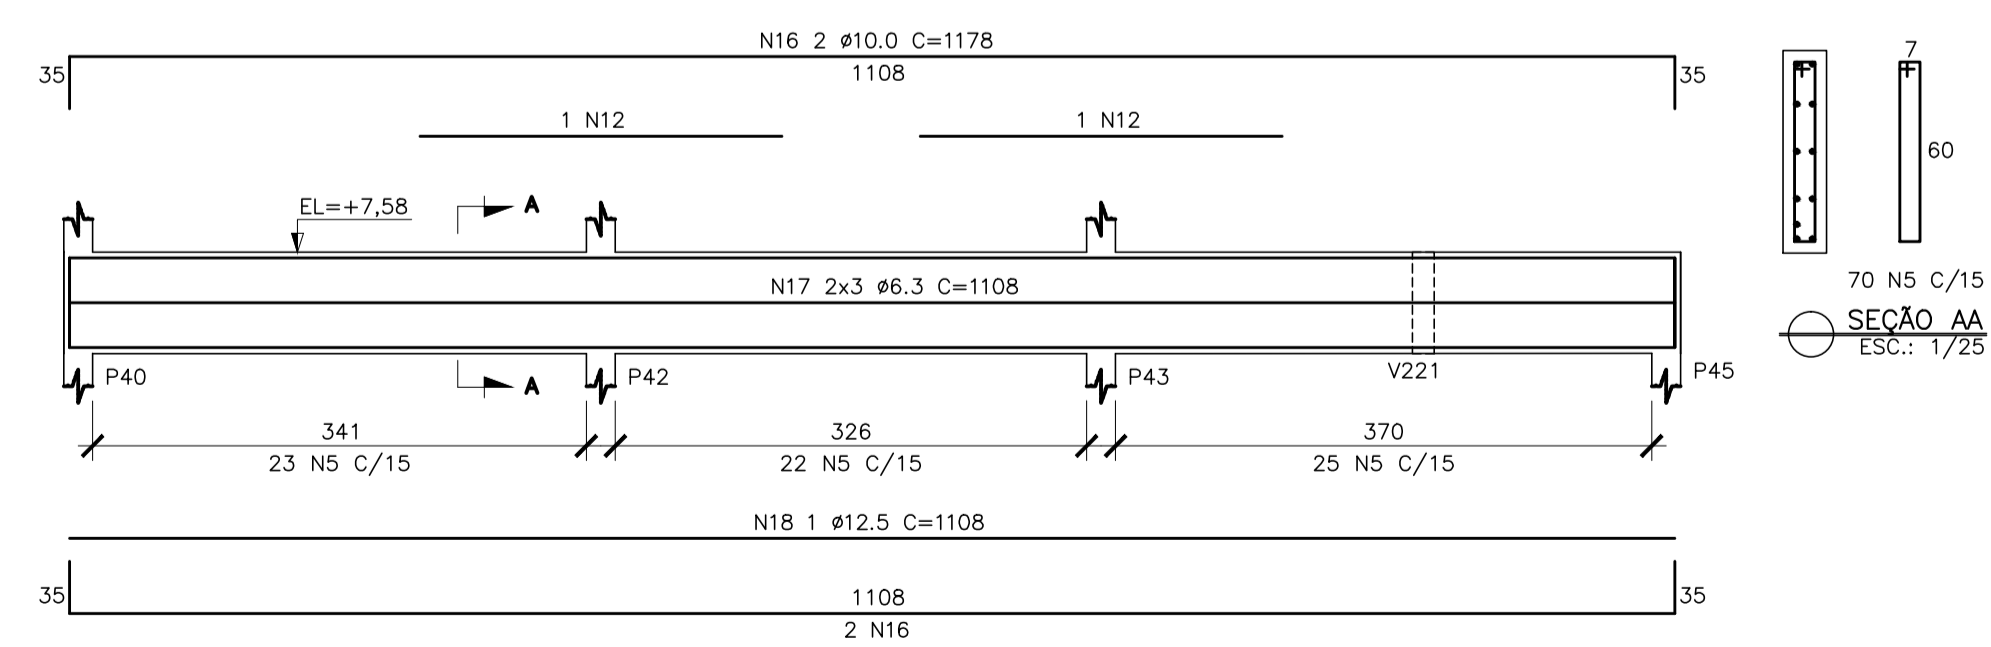 N16 2 ø10.0 C=1178
35 1108 35
1 N12 1 N12
7
60
EL=+7,58
A
N17 2x3 ø6.3 C=1108
70 N5 C/15
SEÇÃO AA
ESC.: 1/25
P40 A P42 P43 V221 P45
341 326 370
23 N5 C/15 22 N5 C/15 25 N5 C/15
N18 1 ø12.5 C=1108
35 1108 35
2 N16